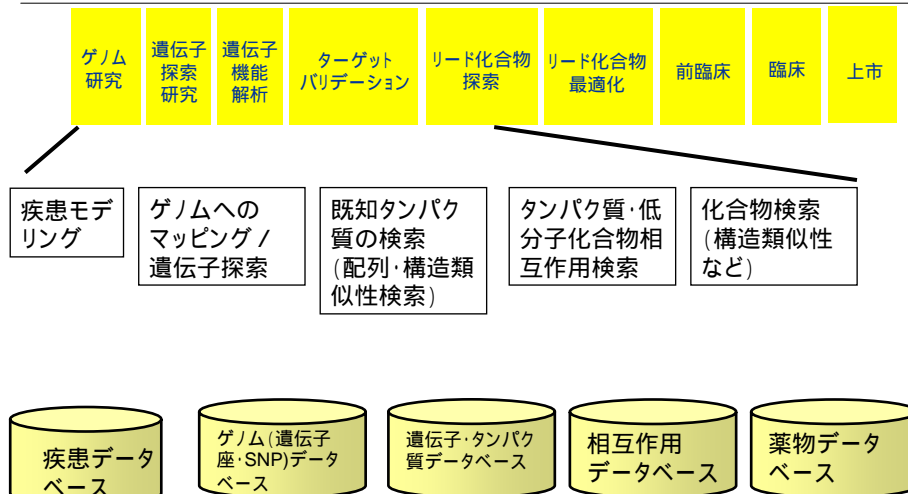 ゲノム
研究
遺伝子
探索
研究
遺伝子
機能
解析
ターゲット
バリデーション
リード化合物
探索
リード化合物
最適化
前臨床
臨床
上市
疾患モデ
リング
ゲノムへの
マッピング/
遺伝子探索
既知タンパク
質の検索
(配列・構造類
似性検索)
タンパク質・低
分子化合物相
互作用検索
化合物検索
(構造類似性
など)
疾患データ
ベース
ゲノム(遺伝子
座・SNP)データ
ベース
遺伝子・タンパク
質データベース
相互作用
データベース
薬物データ
ベース